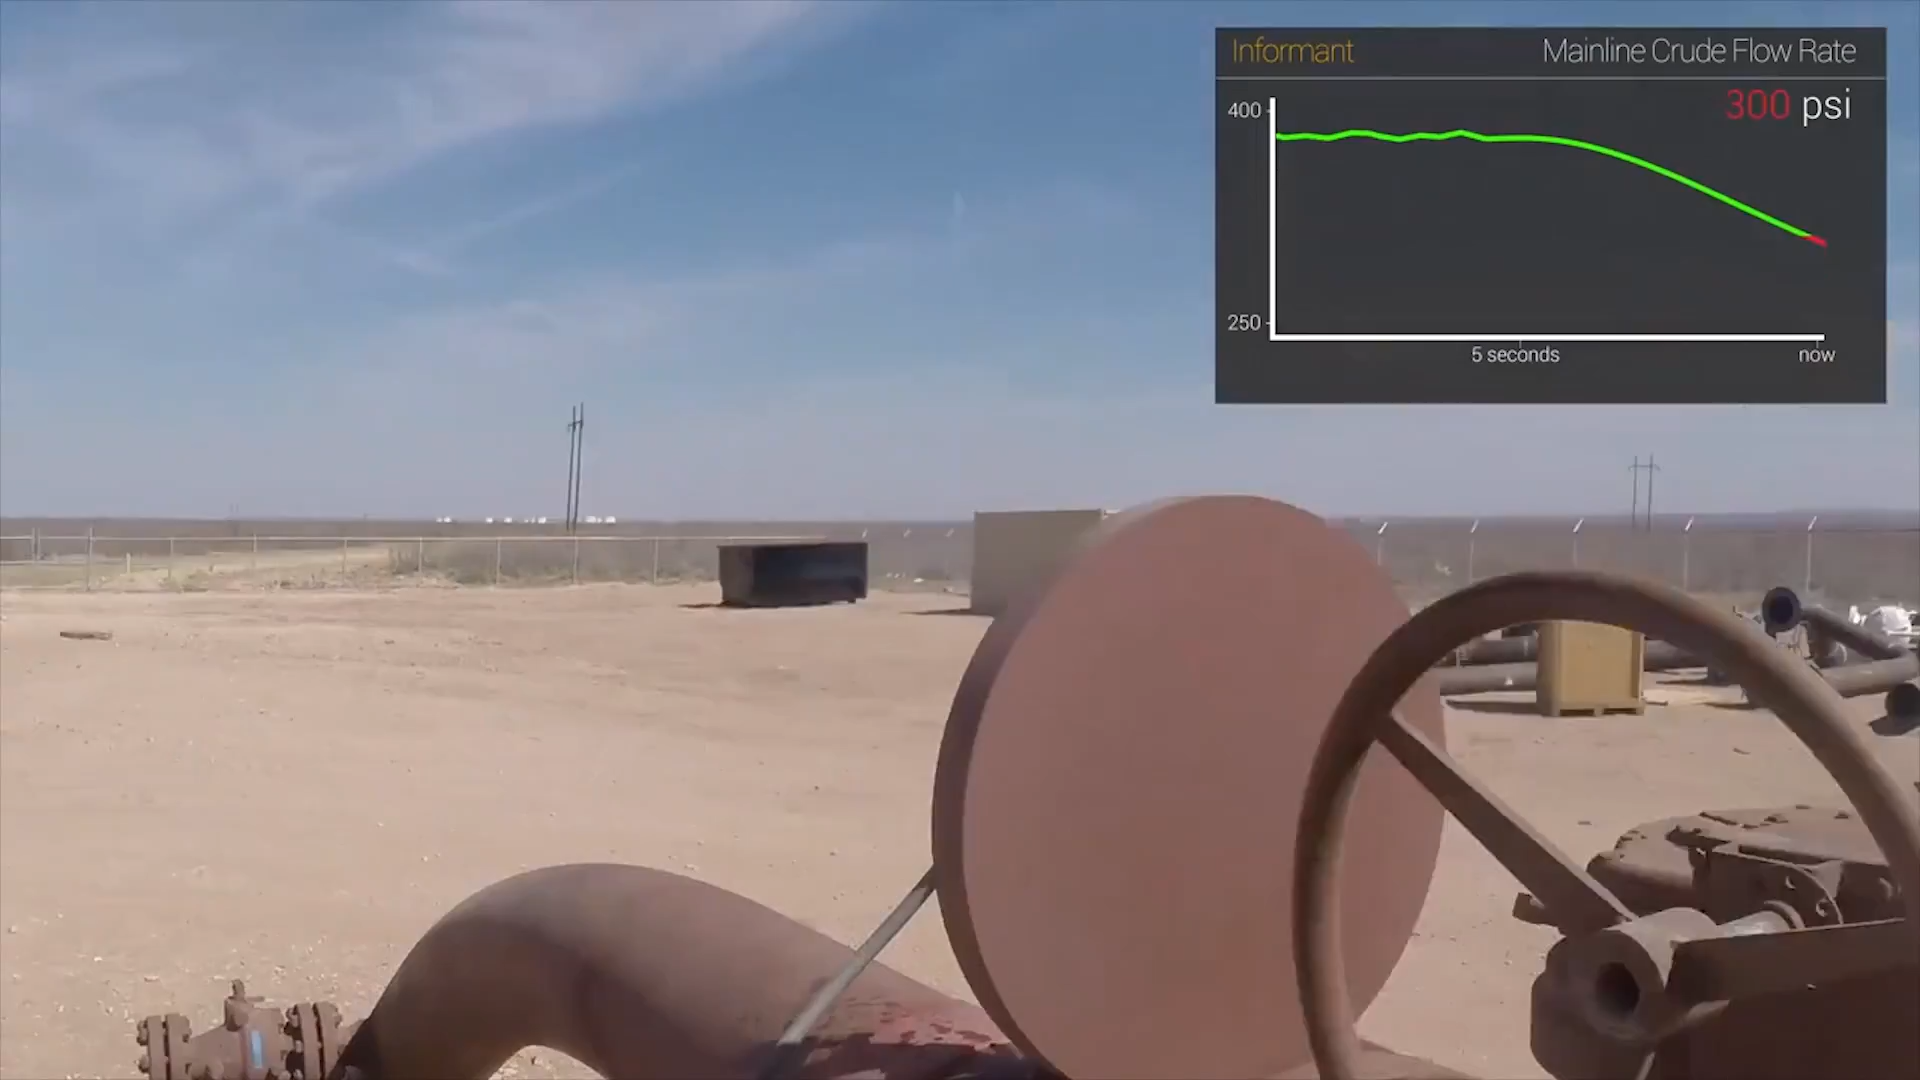 Informant
Mainline Crude Flow Rate
300 psi
400
250
5 seconds
now